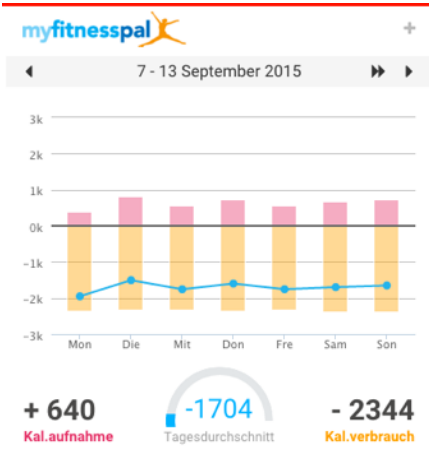 myfitnesspal
+
7 - 13 September 2015
3k
2k
1k
0k
-1k
-2k
-3k
Mon Die Mit Don Fre Sam Son
+ 640 -1704 - 2344
Kal.aufnahme Tagesdurchschnitt Kal.verbrauch